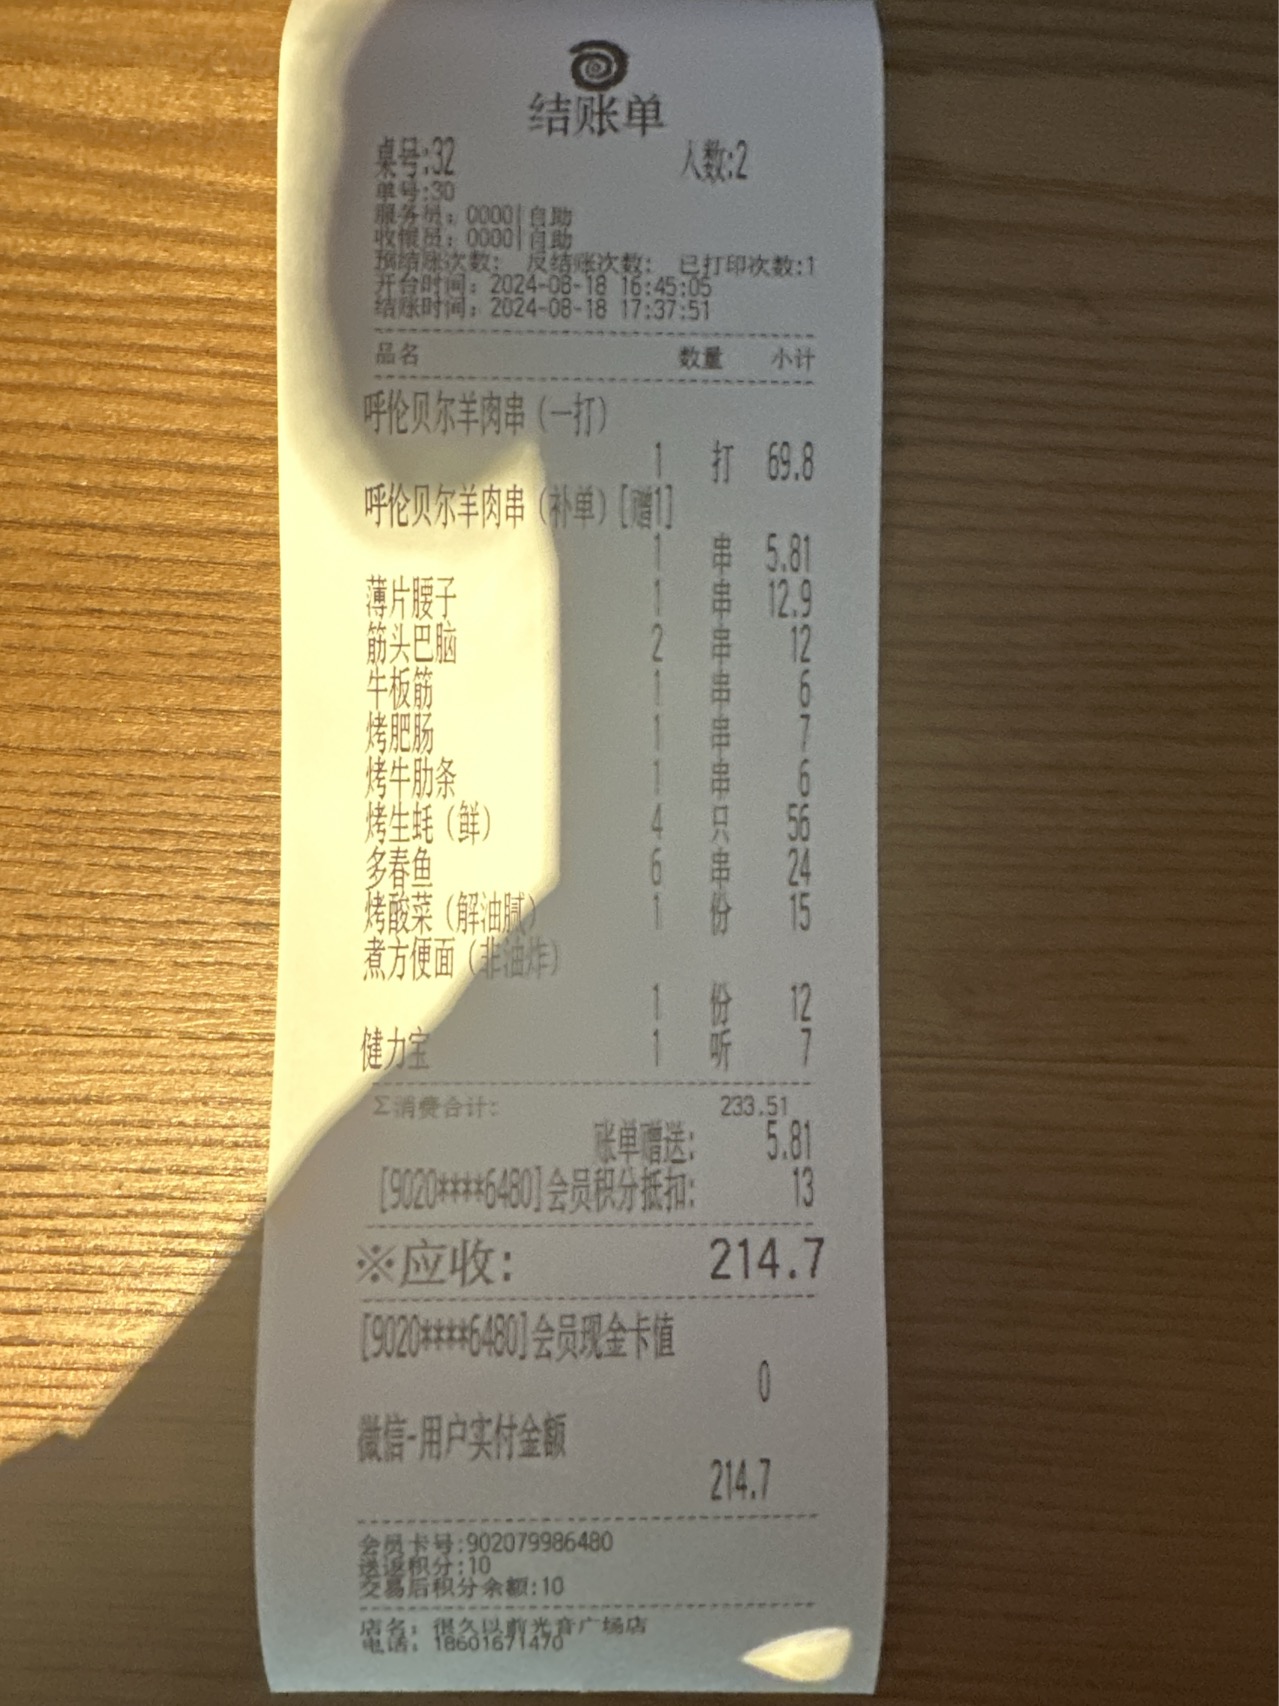 结账单
桌号:32 人数:2
单号:30
服务员: 0000| 自助
收银员: 0000| 自助
预结账次数: 反结账次数: 已打印次数:1
开台时间: 2024-08-18 16:45:05
结账时间: 2024-08-18 17:37:51
品名 数量 小计
呼伦贝尔羊肉串(一打)
1 打 69.8
呼伦贝尔羊肉串(补单)[赠1]
1 串 5.81
薄片腰子 1 串 12.9
筋头巴脑 2 串 12
牛板筋 1 串 6
烤肥肠 1 串 7
烤牛肋条 1 串 6
烤生蚝(鲜) 4 只 56
多春鱼 6 串 24
烤酸菜(解油腻) 1 份 15
煮方便面(非油炸)
1 份 12
健力宝 1 听 7
Σ消费合计: 233.51
账单赠送: 5.81
[9020****6480]会员积分抵扣: 13
※应收: 214.7
[9020****6480]会员现金卡值
0
微信-用户实付金额
214.7
会员卡号:902079986480
送返积分:10
交易后积分余额:10
店名: 很久以前光音广场店
电话: 18601671470